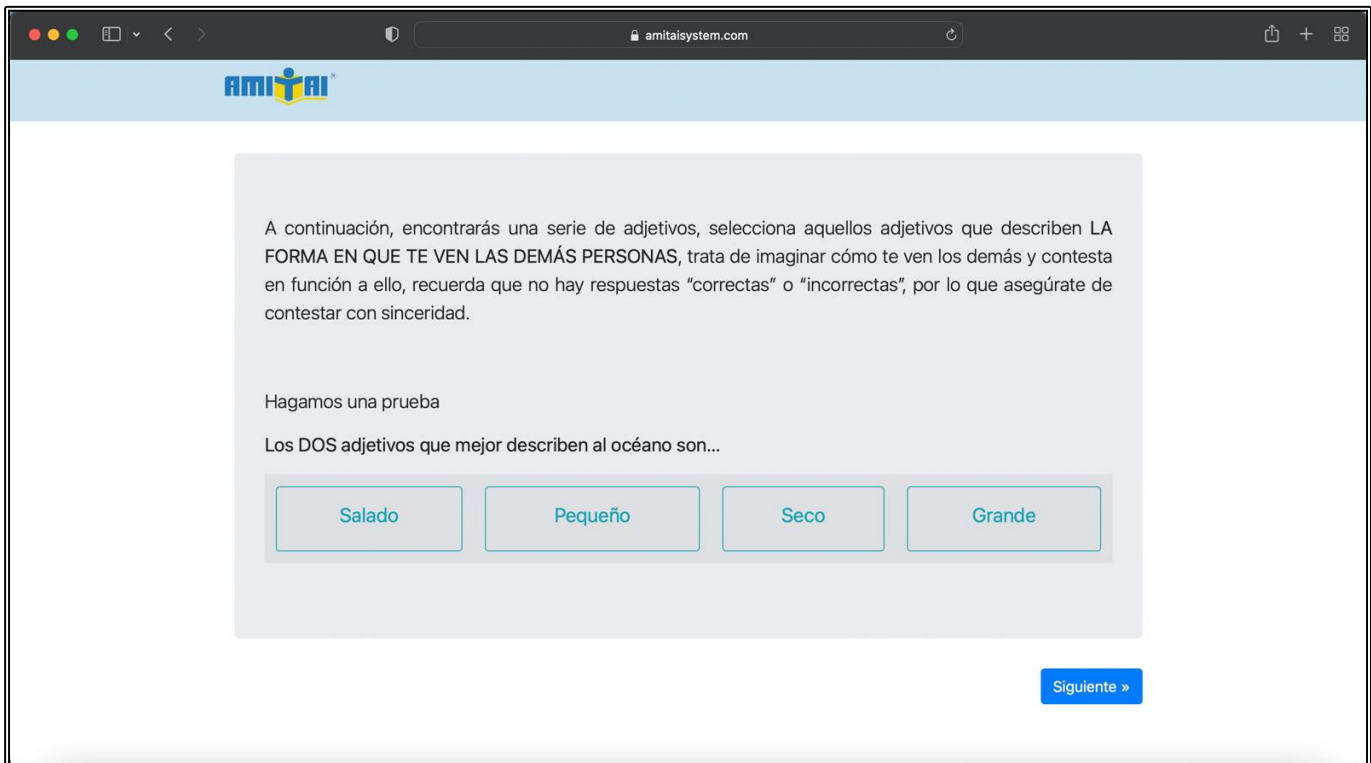 amitaisystem.com
AMITAI®
A continuación, encontrarás una serie de adjetivos, selecciona aquellos adjetivos que describen LA
FORMA EN QUE TE VEN LAS DEMÁS PERSONAS, trata de imaginar cómo te ven los demás y contesta
en función a ello, recuerda que no hay respuestas “correctas” o “incorrectas”, por lo que asegúrate de
contestar con sinceridad.
Hagamos una prueba
Los DOS adjetivos que mejor describen al océano son...
Salado Pequeño Seco Grande
Siguiente »